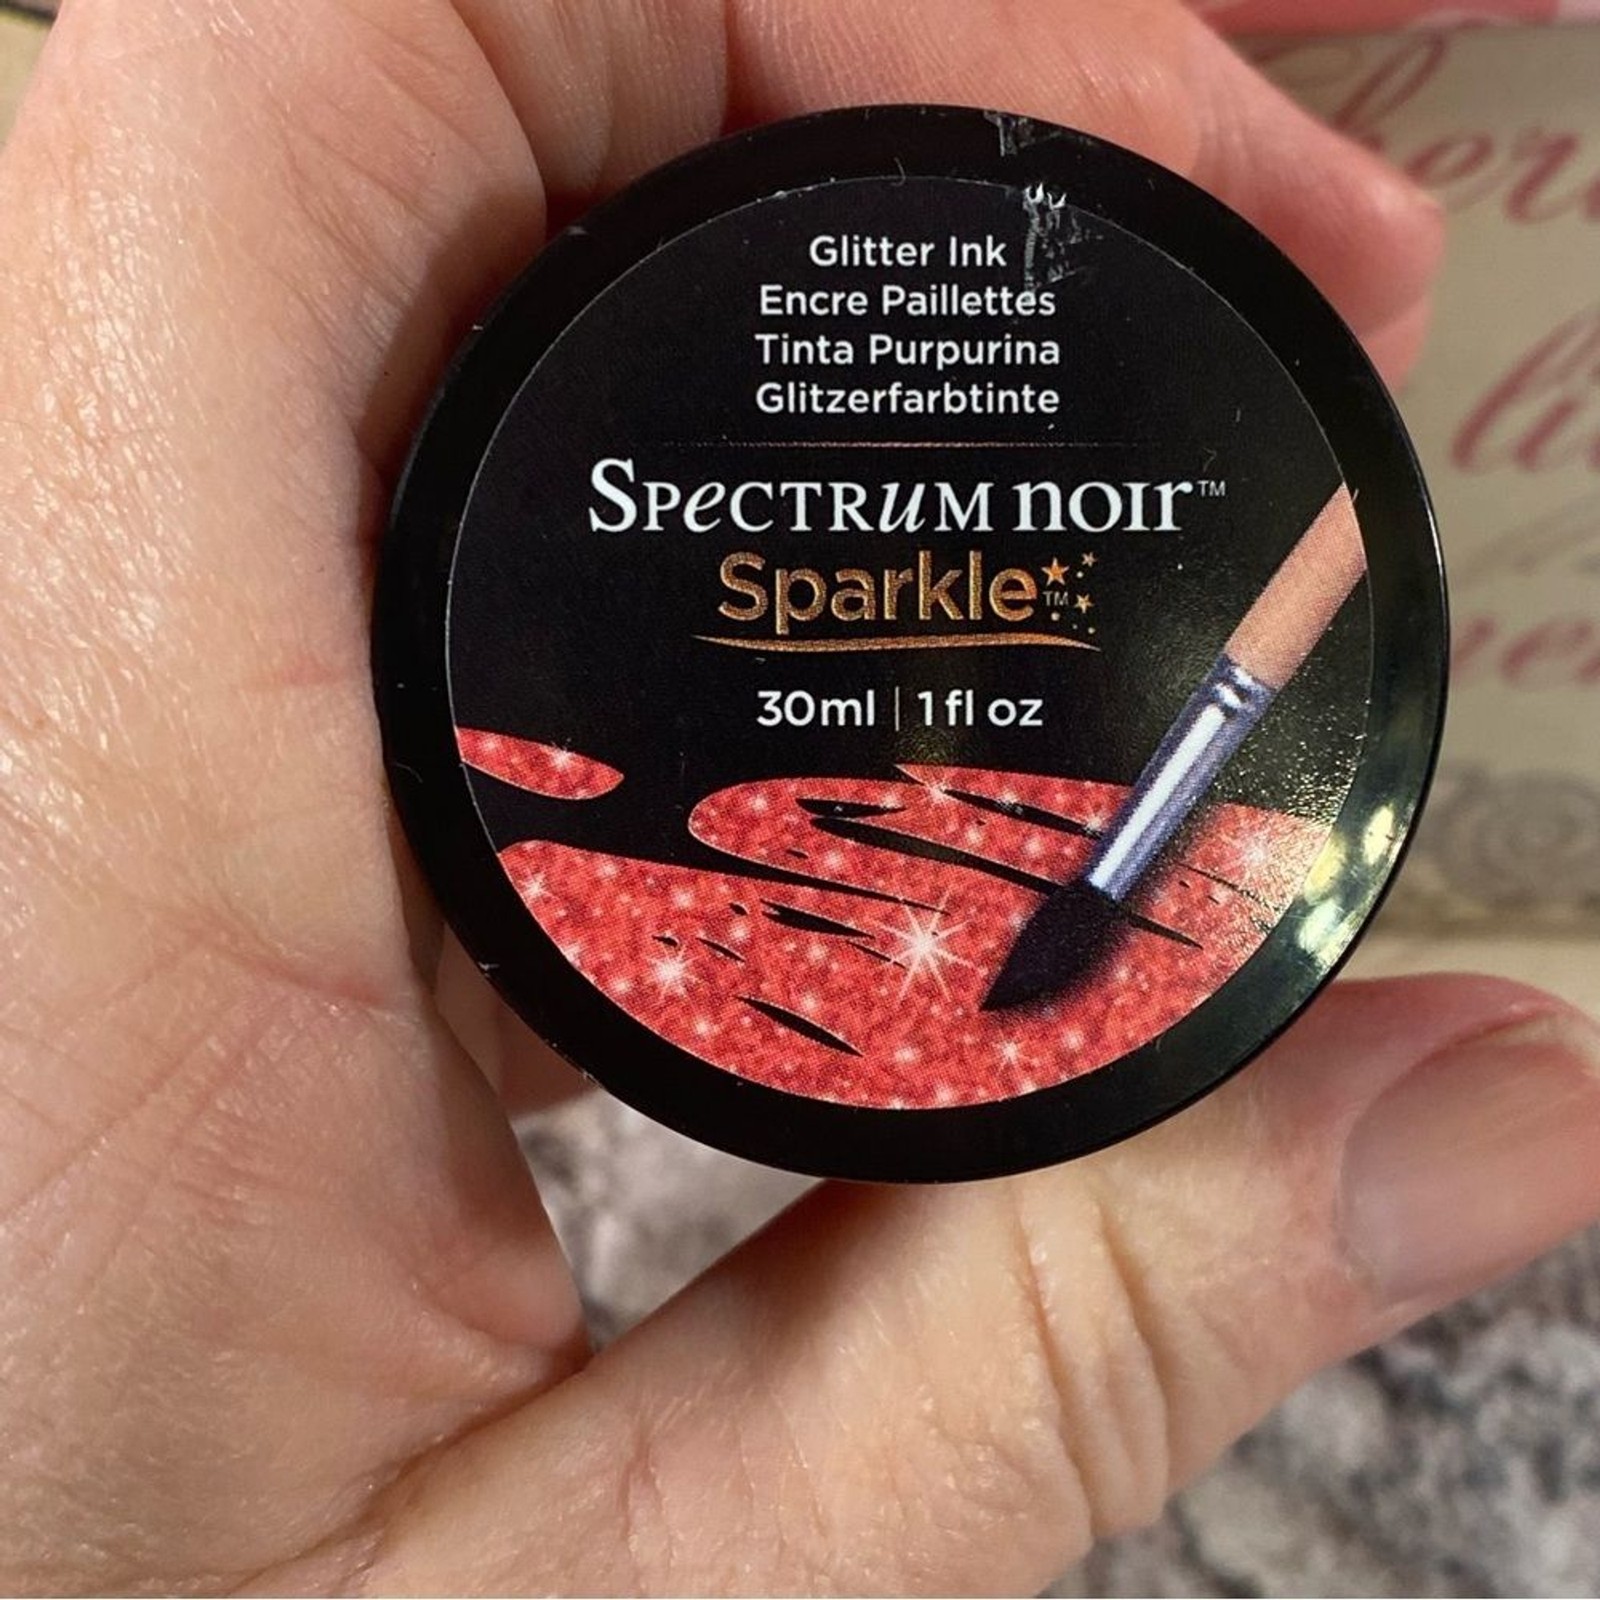 Glitter Ink
Encre Paillettes
Tinta Purpurina
Glitzerfarbtinte
SPeCTRuM noir™
Sparkle™
30ml | 1 fl oz